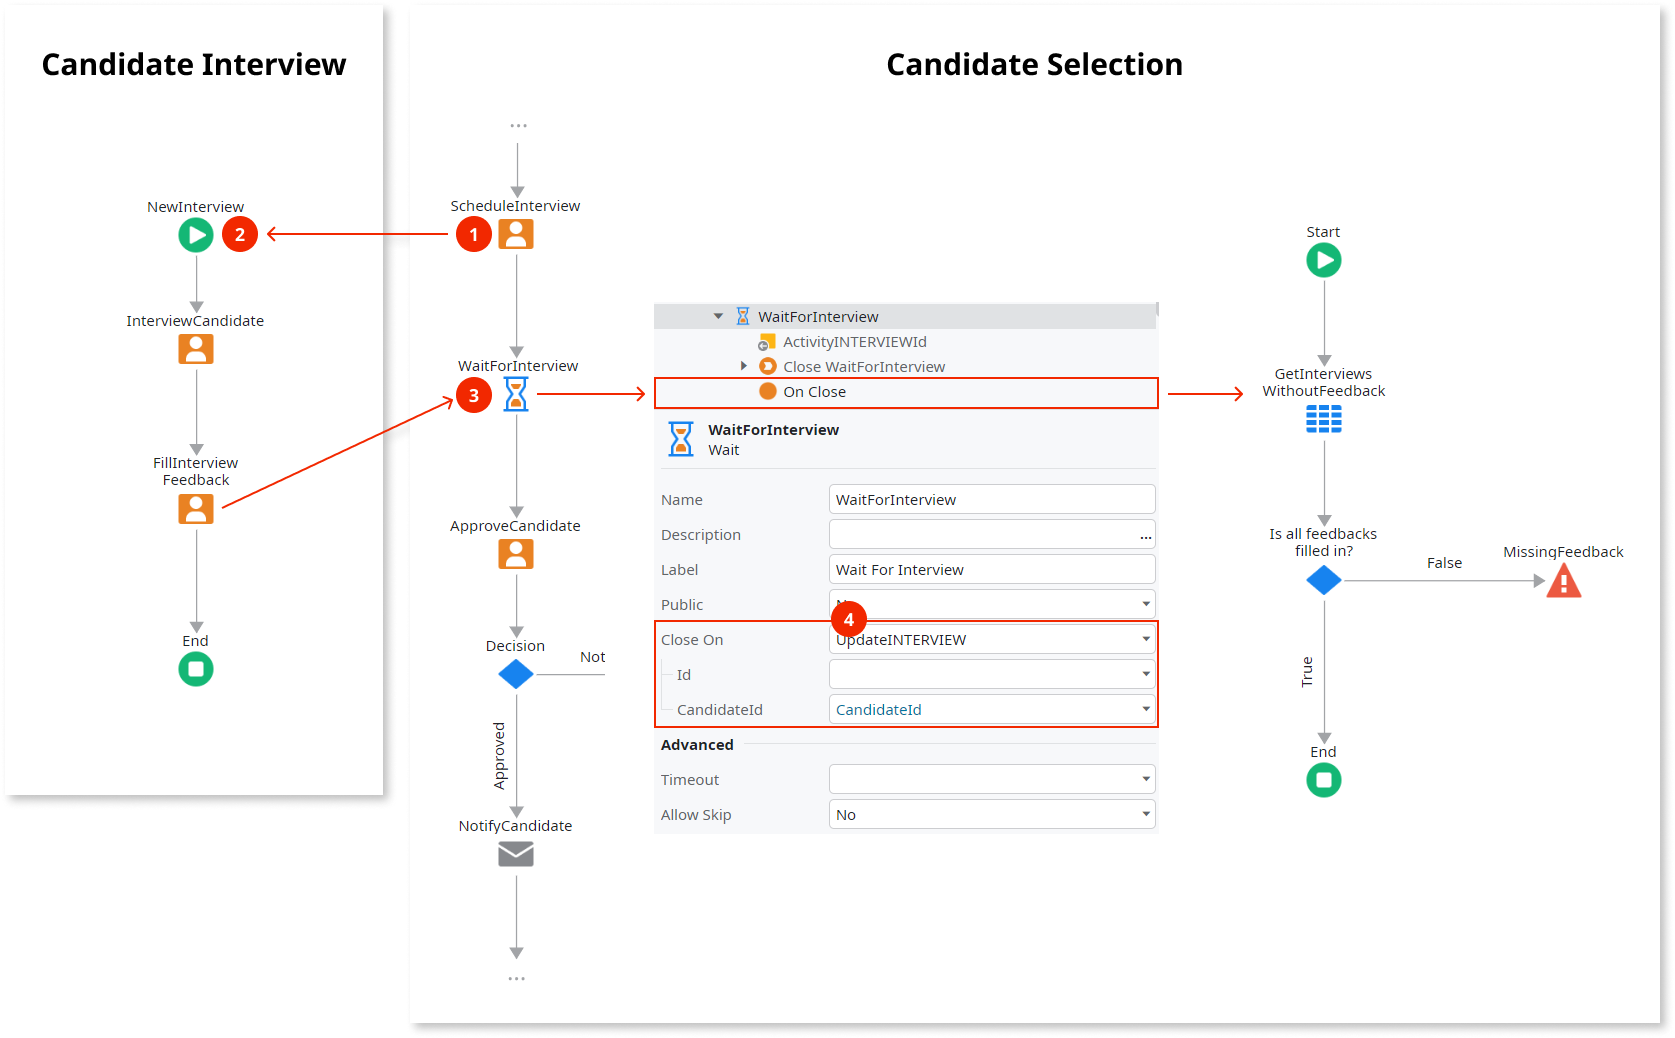 Candidate Interview
NewInterview
2
InterviewCandidate
FillInterview
Feedback
End
Candidate Selection
...
ScheduleInterview
1
WaitForInterview
3
ApproveCandidate
Decision
Not
Approved
NotifyCandidate
...
WaitForInterview
ActivityINTERVIEWId
Close WaitForInterview
On Close
WaitForInterview
Wait
Name WaitForInterview
Description ...
Label Wait For Interview
Public
4
Close On UpdateINTERVIEW
Id
CandidateId CandidateId
Advanced
Timeout
Allow Skip No
Start
GetInterviews
WithoutFeedback
Is all feedbacks
filled in?
False
MissingFeedback
True
End